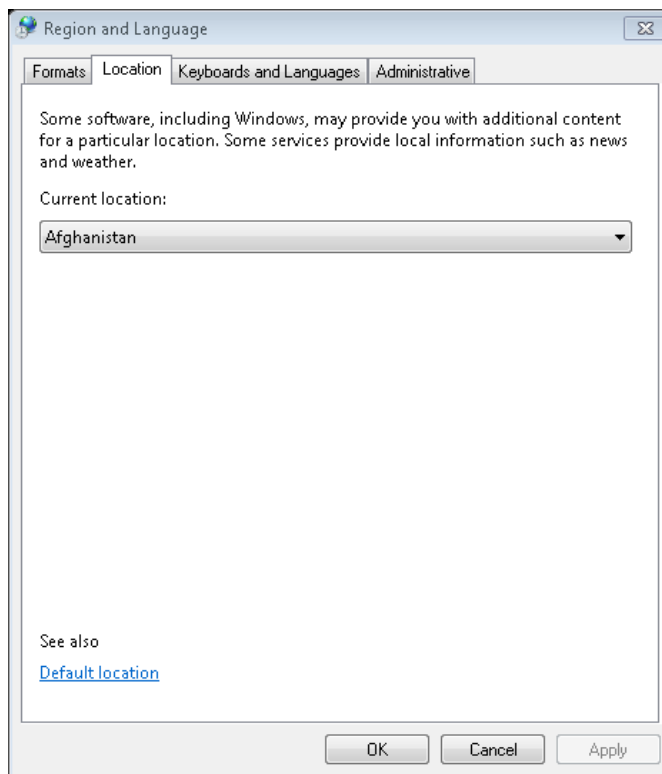 Region and Language
Formats Location Keyboards and Languages Administrative
Some software, including Windows, may provide you with additional content
for a particular location. Some services provide local information such as news
and weather.
Current location:
Afghanistan
See also
Default location
OK Cancel Apply